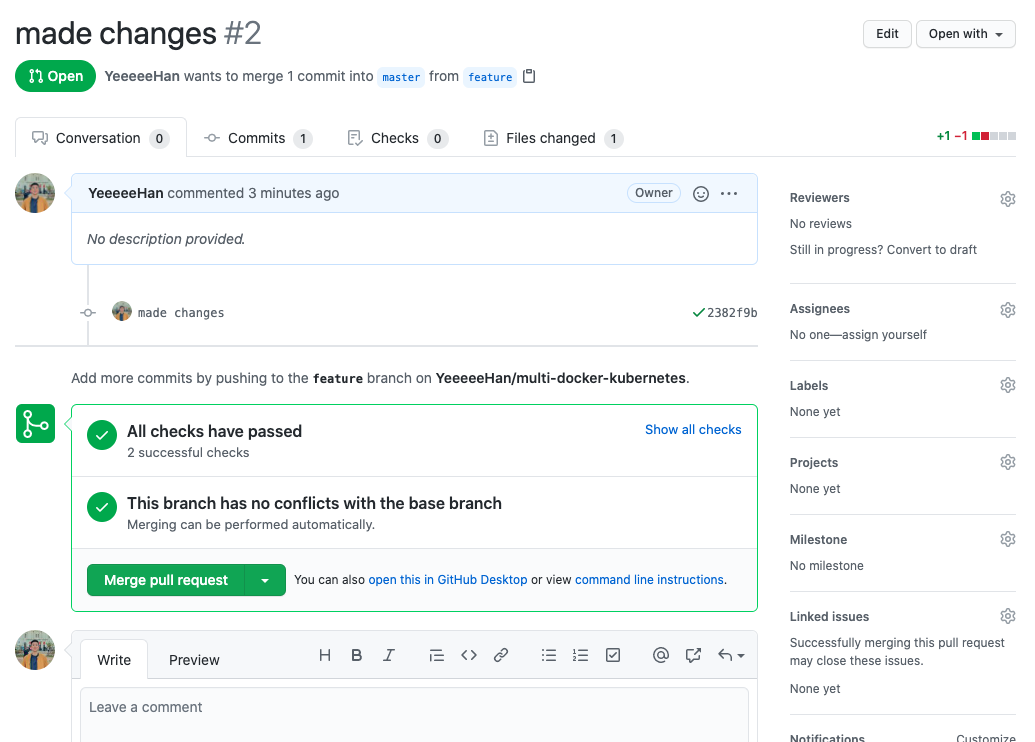 made changes #2
Edit
Open with
Open
YeeeeeHan wants to merge 1 commit into master from feature
Conversation 0
Commits 1
Checks 0
Files changed 1
+1 −1
YeeeeeHan commented 3 minutes ago
Owner
No description provided.
made changes
2382f9b
Add more commits by pushing to the feature branch on YeeeeeHan/multi-docker-kubernetes.
All checks have passed
Show all checks
2 successful checks
This branch has no conflicts with the base branch
Merging can be performed automatically.
Merge pull request
You can also open this in GitHub Desktop or view command line instructions.
Write
Preview
Leave a comment
Reviewers
No reviews
Still in progress? Convert to draft
Assignees
No one—assign yourself
Labels
None yet
Projects
None yet
Milestone
No milestone
Linked issues
Successfully merging this pull request
may close these issues.
None yet
Notifications
Customize